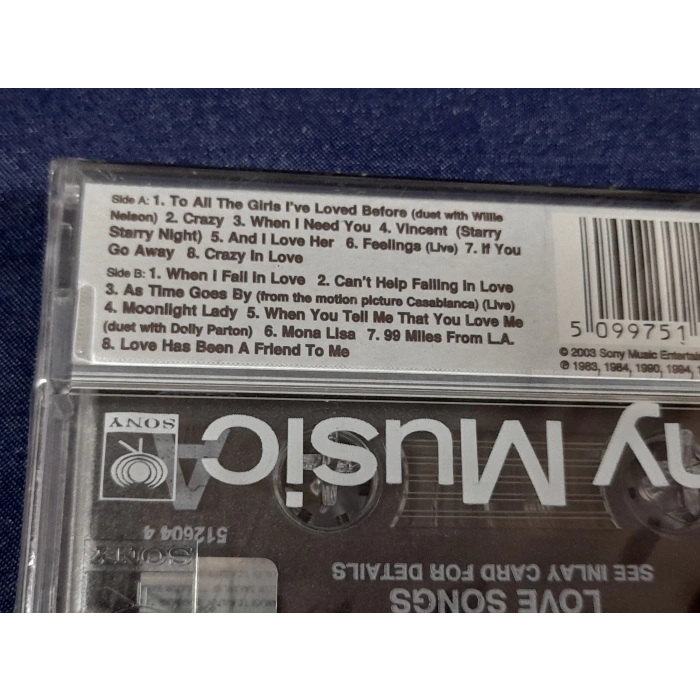 Side A: 1. To All The Girls I've Loved Before (duet with Willie
Nelson) 2. Crazy 3. When I Need You 4. Vincent (Starry
Starry Night) 5. And I Love Her 6. Feelings (Live) 7. If You
Go Away 8. Crazy In Love
Side B: 1. When I Fall In Love 2. Can't Help Falling In Love
3. As Time Goes By (from the motion picture Casablanca) (Live)
4. Moonlight Lady 5. When You Tell Me That You Love Me
(duet with Dolly Parton) 6. Mona Lisa 7. 99 Miles From L.A.
8. Love Has Been A Friend To Me
5 099751
© 2003 Sony Music Entertai
℗ 1983, 1984, 1990, 1994,
SONY
A
ny Music
512604 4
SONY
SEE INLAY CARD FOR DETAILS
LOVE SONGS